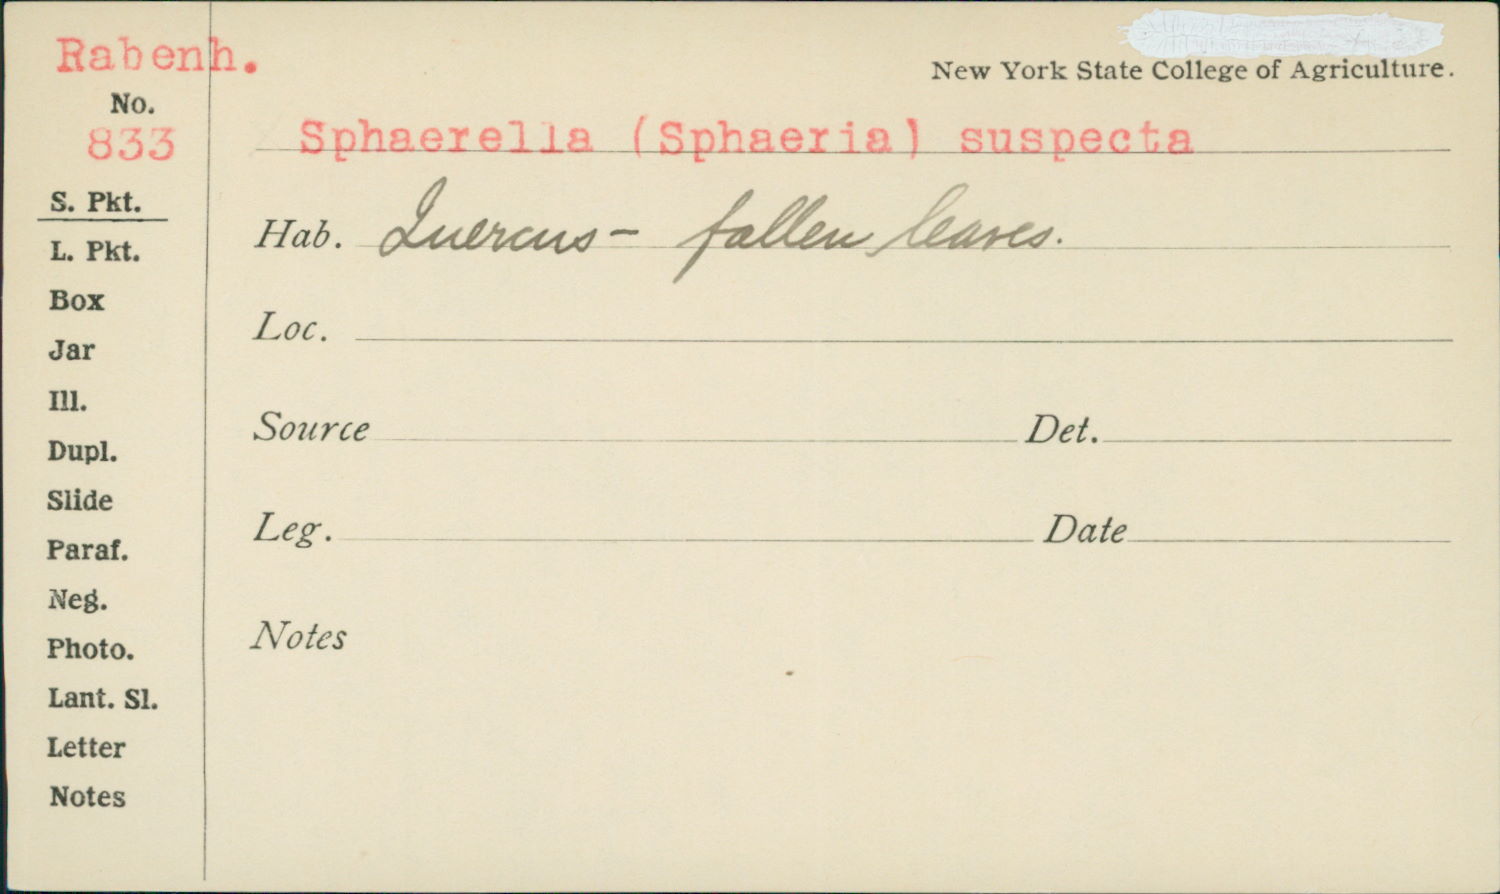 Rabenh.
New York State College of Agriculture.
No.
833
Sphaerella (Sphaeria) suspecta
S. Pkt.
Hab. Quercus - fallen leaves.
L. Pkt.
Box
Loc.
Jar
Ill.
Source Det.
Dupl.
Slide
Leg. Date
Paraf.
Neg.
Notes
Photo.
Lant. Sl.
Letter
Notes